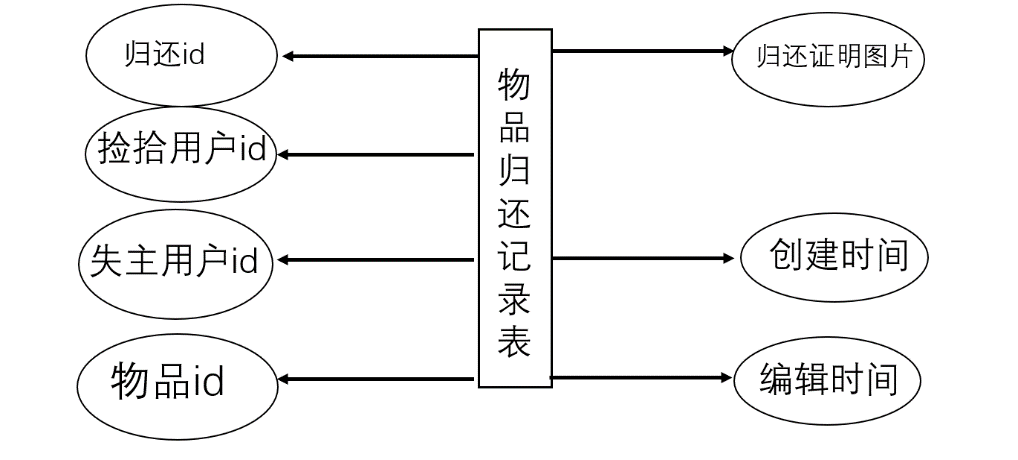 归还id
捡拾用户id
失主用户id
物品id
物品归还记录表
归还证明图片
创建时间
编辑时间